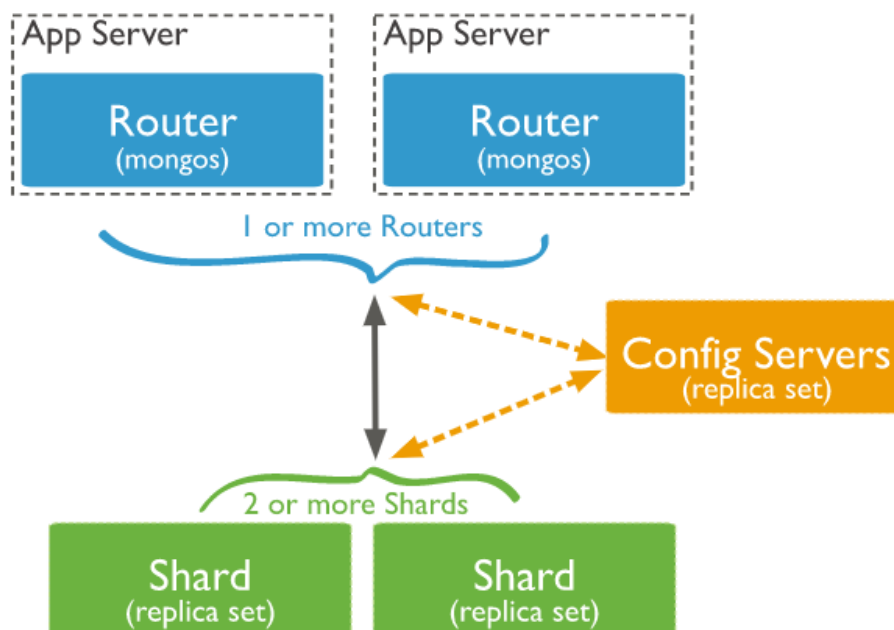 App Server
Router
(mongos)
App Server
Router
(mongos)
1 or more Routers
Config Servers
(replica set)
2 or more Shards
Shard
(replica set)
Shard
(replica set)